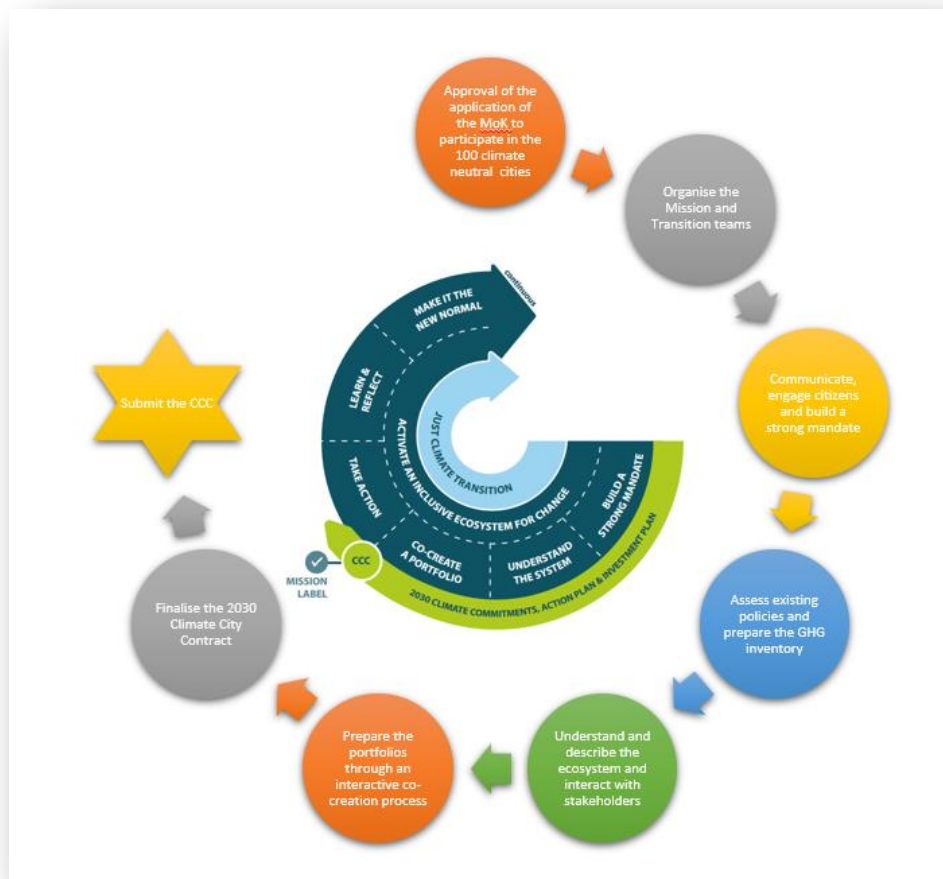 Approval of the
application of
the MoK to
participate in the
100 climate
neutral cities
Organise the
Mission and
Transition teams
Communicate,
engage citizens
and build a
strong mandate
Assess existing
policies and
prepare the GHG
inventory
Understand and
describe the
ecosystem and
interact with
stakeholders
Prepare the
portfolios
through an
interactive co-
creation process
Finalise the 2030
Climate City
Contract
Submit the CCC
continuous
MAKE IT THE
NEW NORMAL
LEARN &
REFLECT
TAKE ACTION
CO-CREATE
A PORTFOLIO
UNDERSTAND
THE SYSTEM
BUILD A
STRONG MANDATE
ACTIVATE AN INCLUSIVE ECOSYSTEM FOR CHANGE
JUST CLIMATE TRANSITION
CCC
MISSION
LABEL
2030 CLIMATE COMMITMENTS, ACTION PLAN & INVESTMENT PLAN